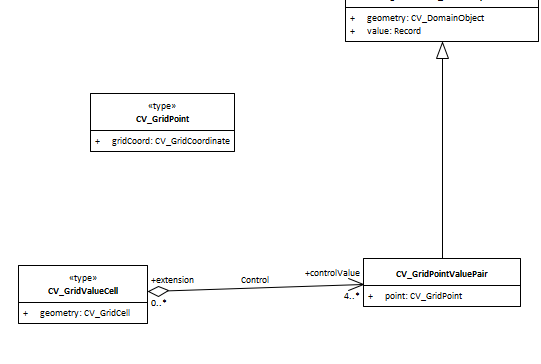 + geometry: CV_DomainObject
+ value: Record
«type»
CV_GridPoint
+ gridCoord: CV_GridCoordinate
«type»
CV_GridValueCell
+ geometry: CV_GridCell
+extension
0..*
Control
+controlValue
4..*
CV_GridPointValuePair
+ point: CV_GridPoint